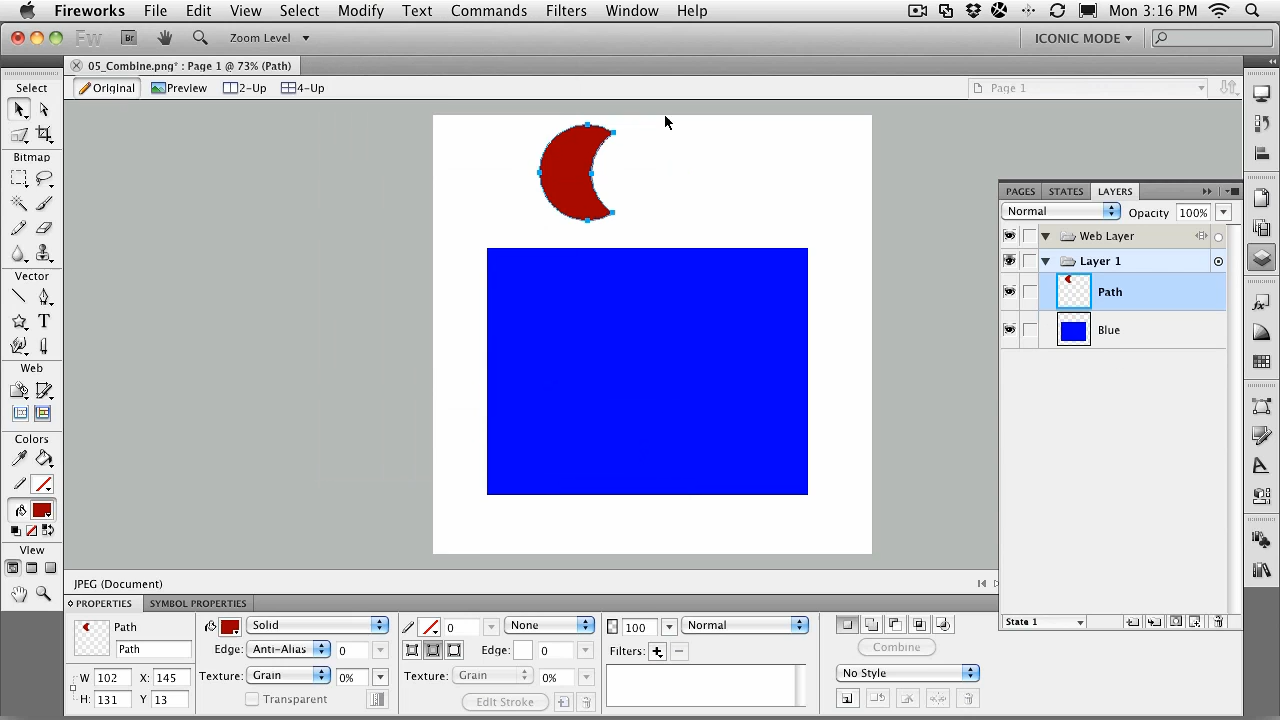 Fireworks File Edit View Select Modify Text Commands Filters Window Help Mon 3:16 PM
Fw Br Zoom Level ICONIC MODE
05_Combine.png* : Page 1 @ 73% (Path)
Original Preview 2-Up 4-Up Page 1
Select
Bitmap
Vector
T
Web
Colors
View
PAGES STATES LAYERS
Normal Opacity 100%
Web Layer
Layer 1
Path
Blue
State 1
JPEG (Document)
PROPERTIES SYMBOL PROPERTIES
Path Solid 0 None 100 Normal
Path Edge: Anti-Alias 0 Edge: 0 Filters: Combine
W 102 X: 145 Texture: Grain 0% Texture: Grain 0% No Style
H: 131 Y: 13 Transparent Edit Stroke